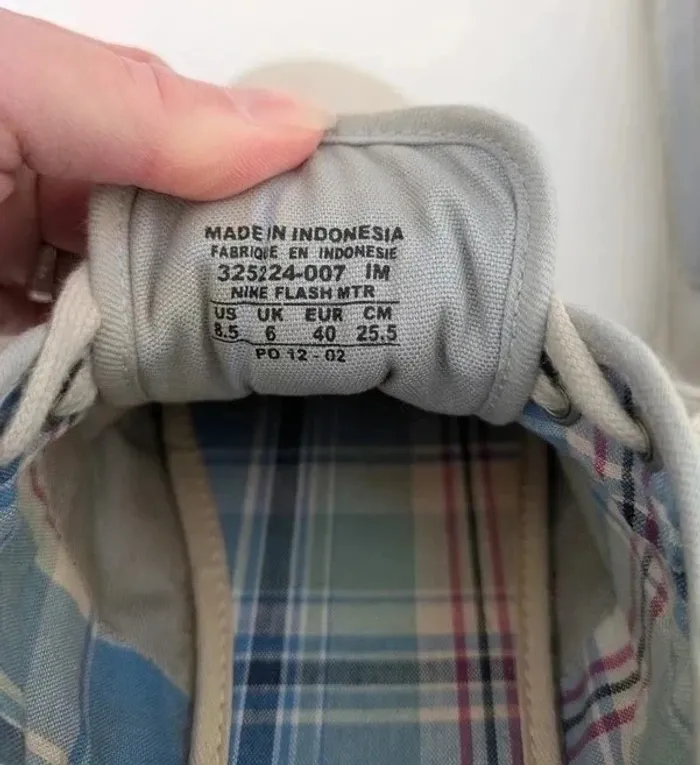 MADE IN INDONESIA
FABRIQUE EN INDONESIE
325224-007 IM
NIKE FLASH MTR
US UK EUR CM
8.5 6 40 25.5
PO 12-02